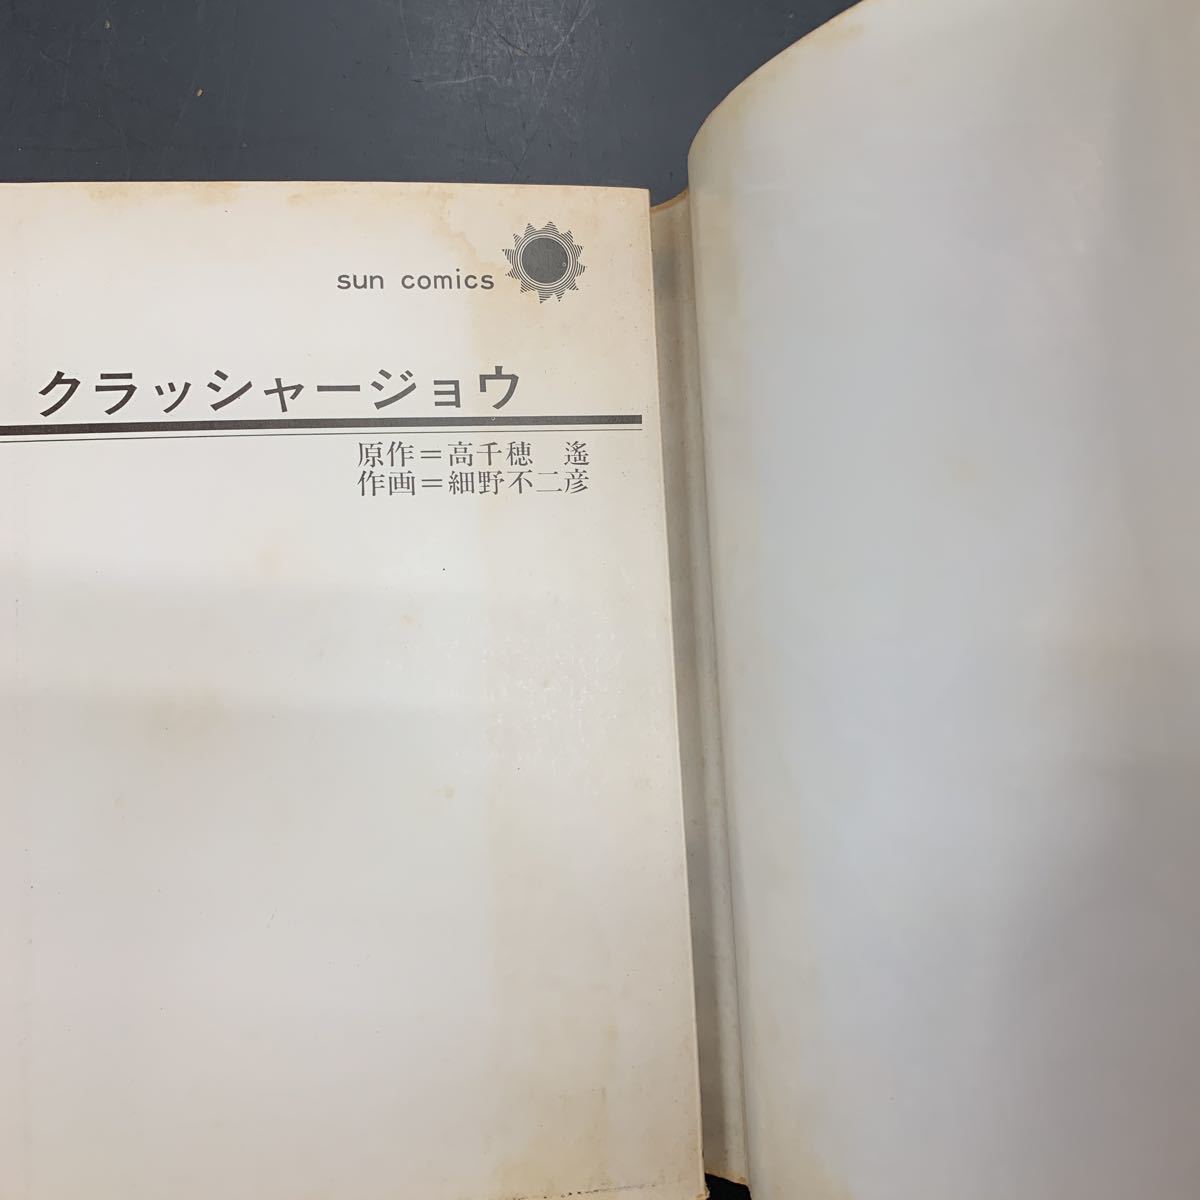 sun comics
クラッシャージョウ
原作＝高千穂　遙
作画＝細野不二彦